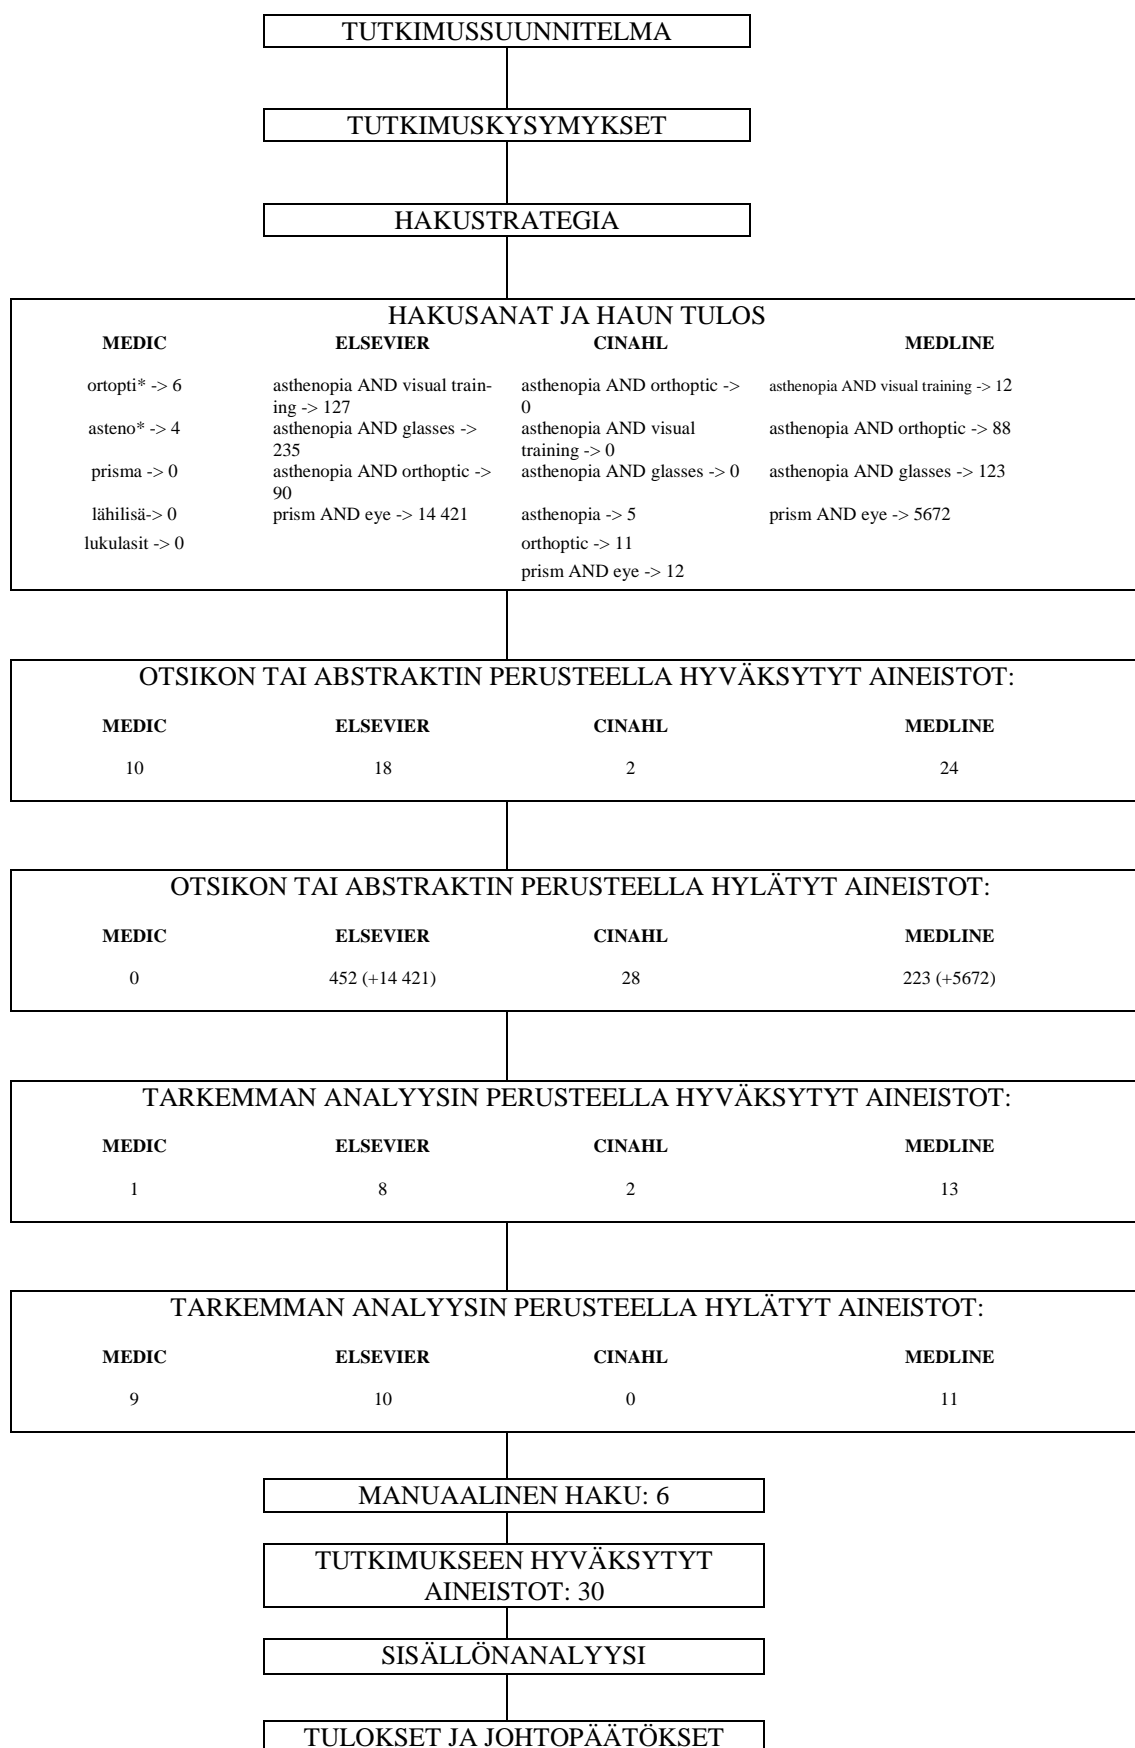 TUTKIMUSSUUNNITELMA
TUTKIMUSKYSYMYKSET
HAKUSTRATEGIA
HAKUSANAT JA HAUN TULOS
MEDIC ELSEVIER CINAHL MEDLINE
ortopti* -> 6 asthenopia AND visual train- asthenopia AND orthoptic -> asthenopia AND visual training -> 12
ing -> 127 0
asteno* -> 4 asthenopia AND glasses -> asthenopia AND visual asthenopia AND orthoptic -> 88
235 training -> 0
prisma -> 0 asthenopia AND orthoptic -> asthenopia AND glasses -> 0 asthenopia AND glasses -> 123
90
lähilisä-> 0 prism AND eye -> 14 421 asthenopia -> 5 prism AND eye -> 5672
lukulasit -> 0 orthoptic -> 11
prism AND eye -> 12
OTSIKON TAI ABSTRAKTIN PERUSTEELLA HYVÄKSYTYT AINEISTOT:
MEDIC ELSEVIER CINAHL MEDLINE
10 18 2 24
OTSIKON TAI ABSTRAKTIN PERUSTEELLA HYLÄTYT AINEISTOT:
MEDIC ELSEVIER CINAHL MEDLINE
0 452 (+14 421) 28 223 (+5672)
TARKEMMAN ANALYYSIN PERUSTEELLA HYVÄKSYTYT AINEISTOT:
MEDIC ELSEVIER CINAHL MEDLINE
1 8 2 13
TARKEMMAN ANALYYSIN PERUSTEELLA HYLÄTYT AINEISTOT:
MEDIC ELSEVIER CINAHL MEDLINE
9 10 0 11
MANUAALINEN HAKU: 6
TUTKIMUKSEEN HYVÄKSYTYT
AINEISTOT: 30
SISÄLLÖNANALYYSI
TULOKSET JA JOHTOPÄÄTÖKSET